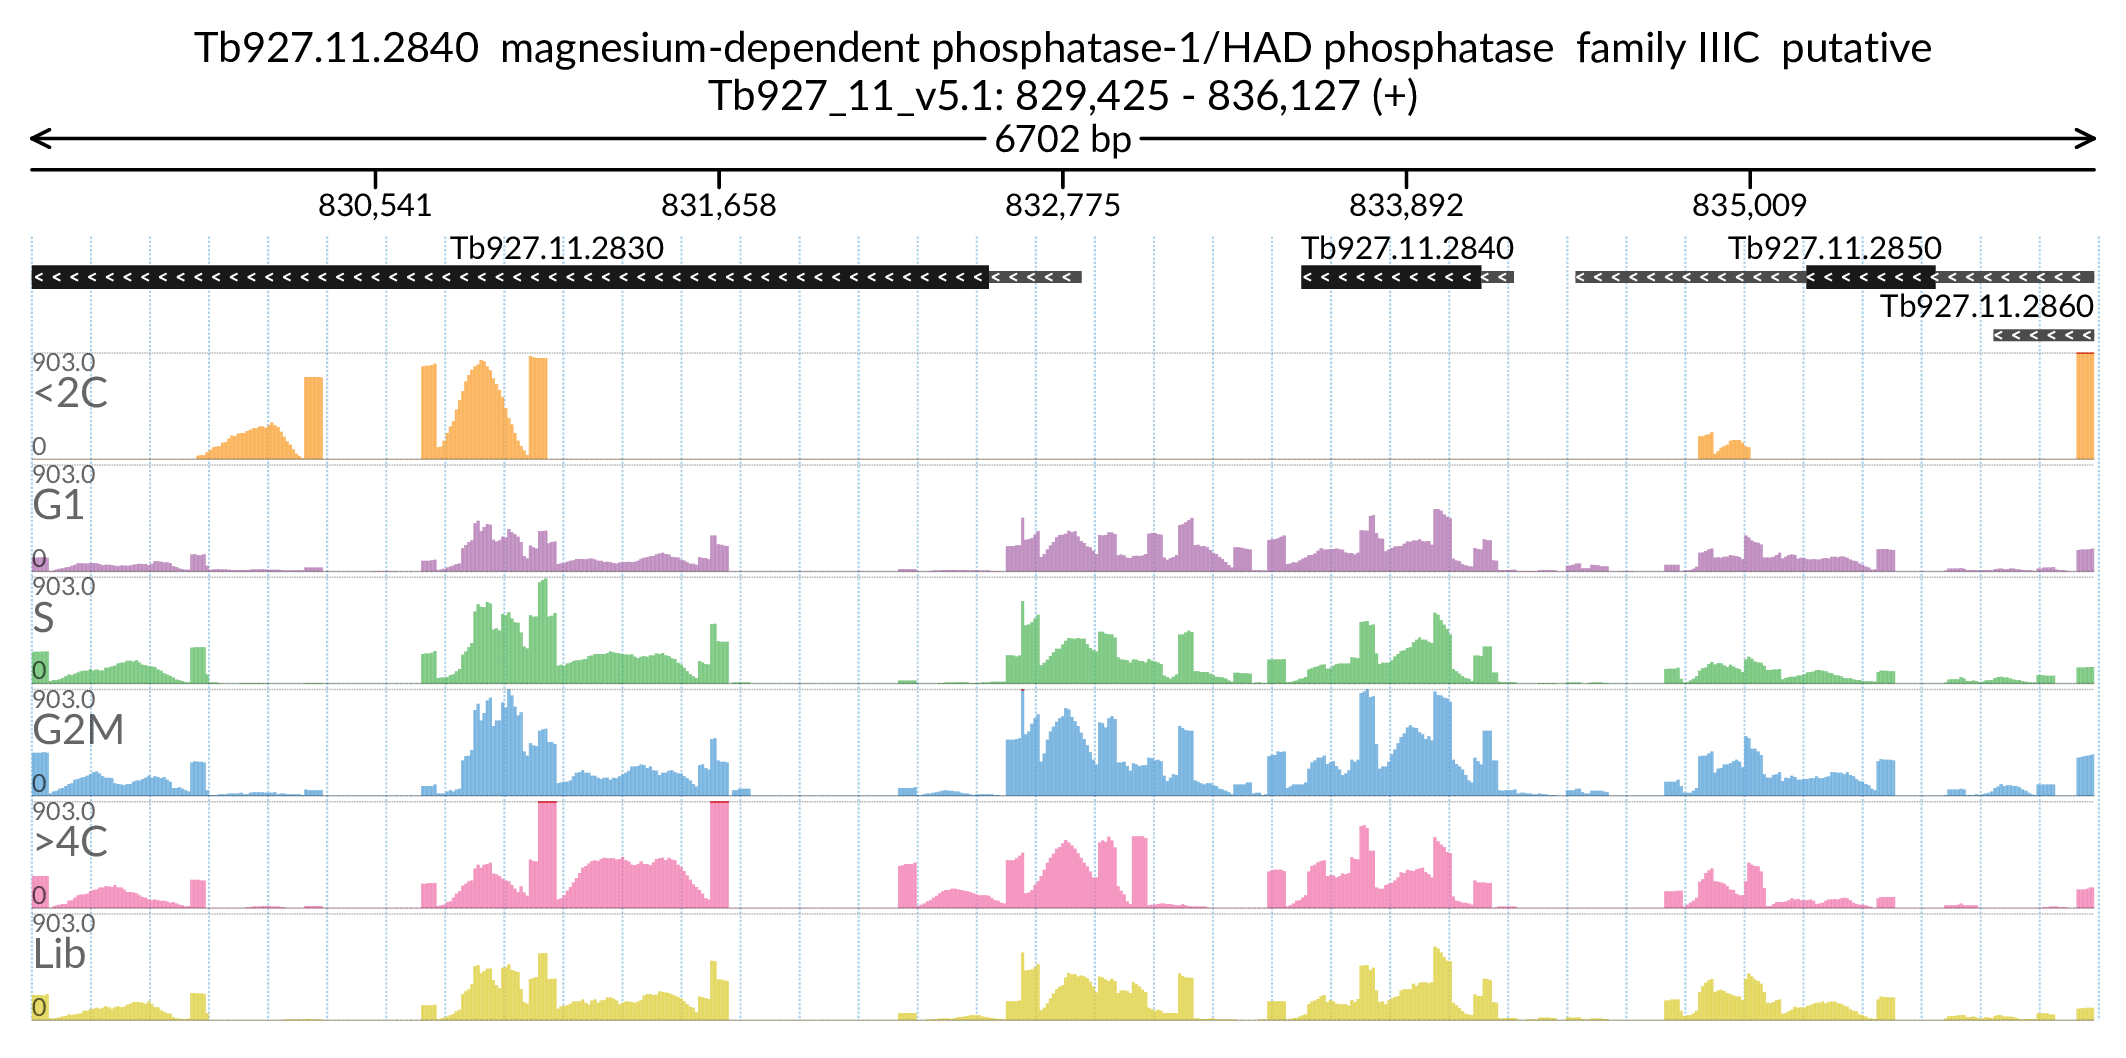 Tb927.11.2840 magnesium-dependent phosphatase-1/HAD phosphatase family IIIC putative
Tb927_11_v5.1: 829,425 - 836,127 (+)
6702 bp
830,541 831,658 832,775 833,892 835,009
Tb927.11.2830 Tb927.11.2840 Tb927.11.2850
Tb927.11.2860
903.0
<2C
0
903.0
G1
0
903.0
S
0
903.0
G2M
0
903.0
>4C
0
903.0
Lib
0